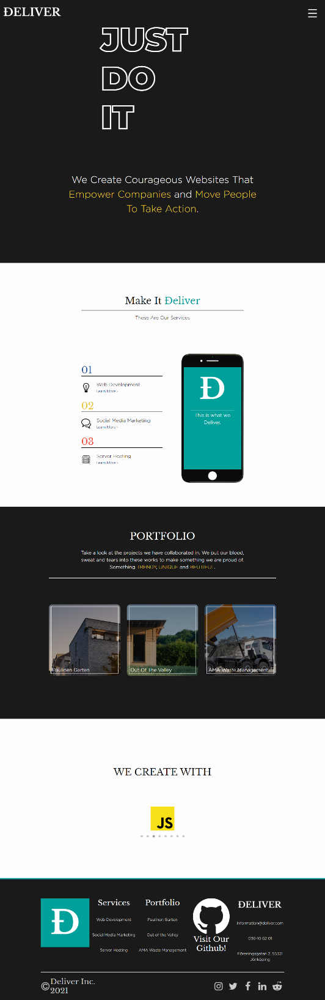 ĐELIVER
JUST
DO
IT
We Create Courageous Websites That
Empower Companies and Move People
To Take Action.
Make It Đeliver
These Are Our Services
01
Web Development
Learn More >
02
Social Media Marketing
Learn More >
03
Server Hosting
Learn More >
Đ
This is what we
Deliver.
PORTFOLIO
Take a look at the projects we have collaborated in. We put our blood,
sweat and tears into these works to make something we are proud of.
Something TRENDY, UNIQUE and BEUTIFUL.
Paulinen Garten
Out Of The Valley
AMA Waste Management
WE CREATE WITH
JS
Đ
Services
Web Development
Social Media Marketing
Server Hosting
Portfolio
Paulinen Garten
Out of the Valley
AMA Waste Management
Visit Our
Github!
ĐELIVER
information@deliver.com
036-10 62 01
Föreningsgatan 2, 55321
Jönköping
© Deliver Inc.
2021